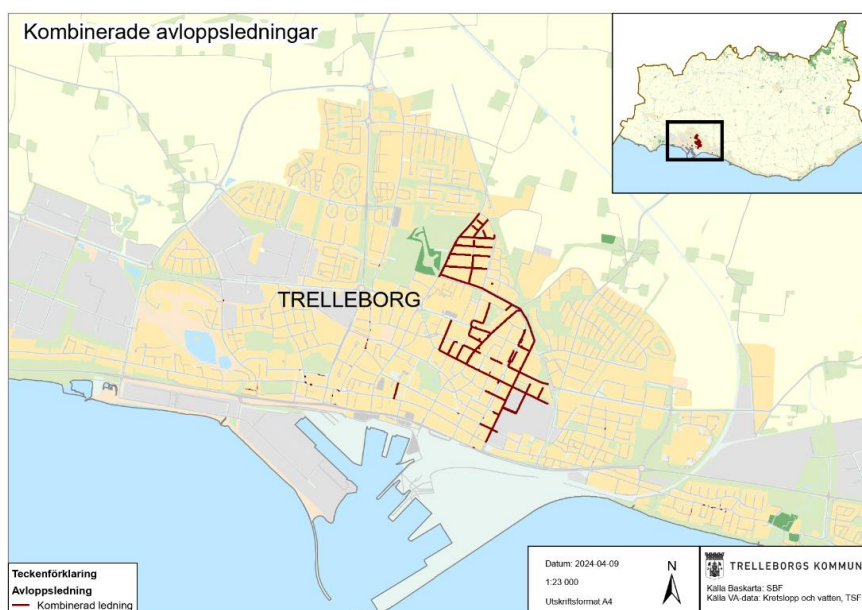 Kombinerade avloppsledningar
TRELLEBORG
Teckenförklaring
Avloppsledning
Kombinerad ledning
Datum: 2024-04-09
1:23 000
Utskriftsformat A4
N
TRELLEBORGS KOMMUN
Källa Baskarta: SBF
Källa VA-data: Kretslopp och vatten, TSF